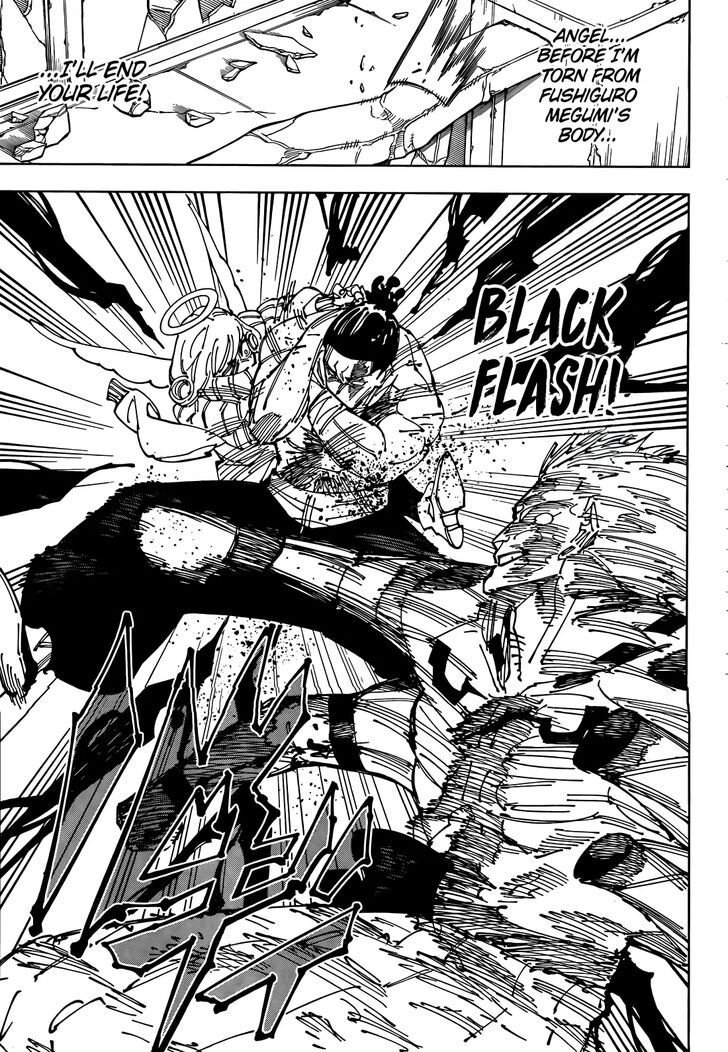 ANGEL...
BEFORE I'M
TORN FROM
FUSHIGURO
MEGUMI'S
BODY...
...I'LL END
YOUR LIFE!
BLACK
FLASH!